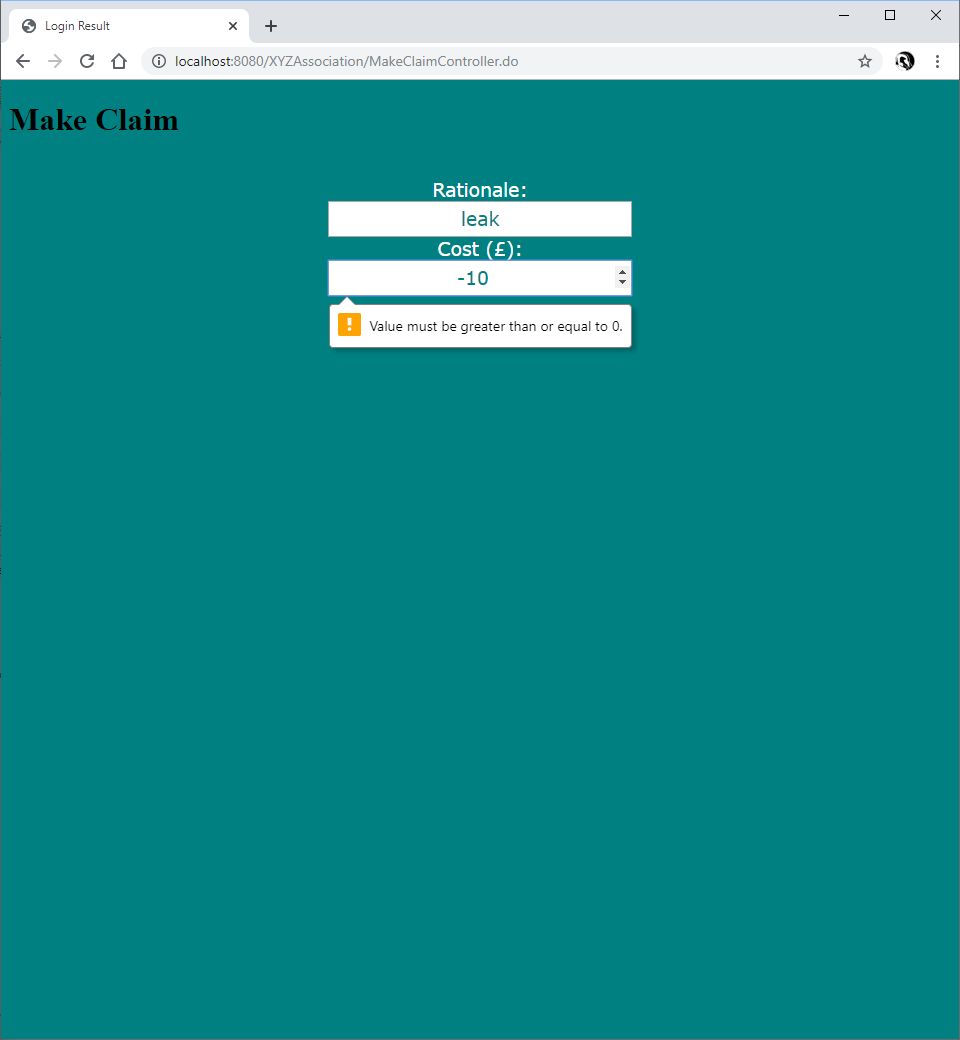 Login Result
localhost:8080/XYZAssociation/MakeClaimController.do
Make Claim
Rationale:
leak
Cost (£):
-10
Value must be greater than or equal to 0.